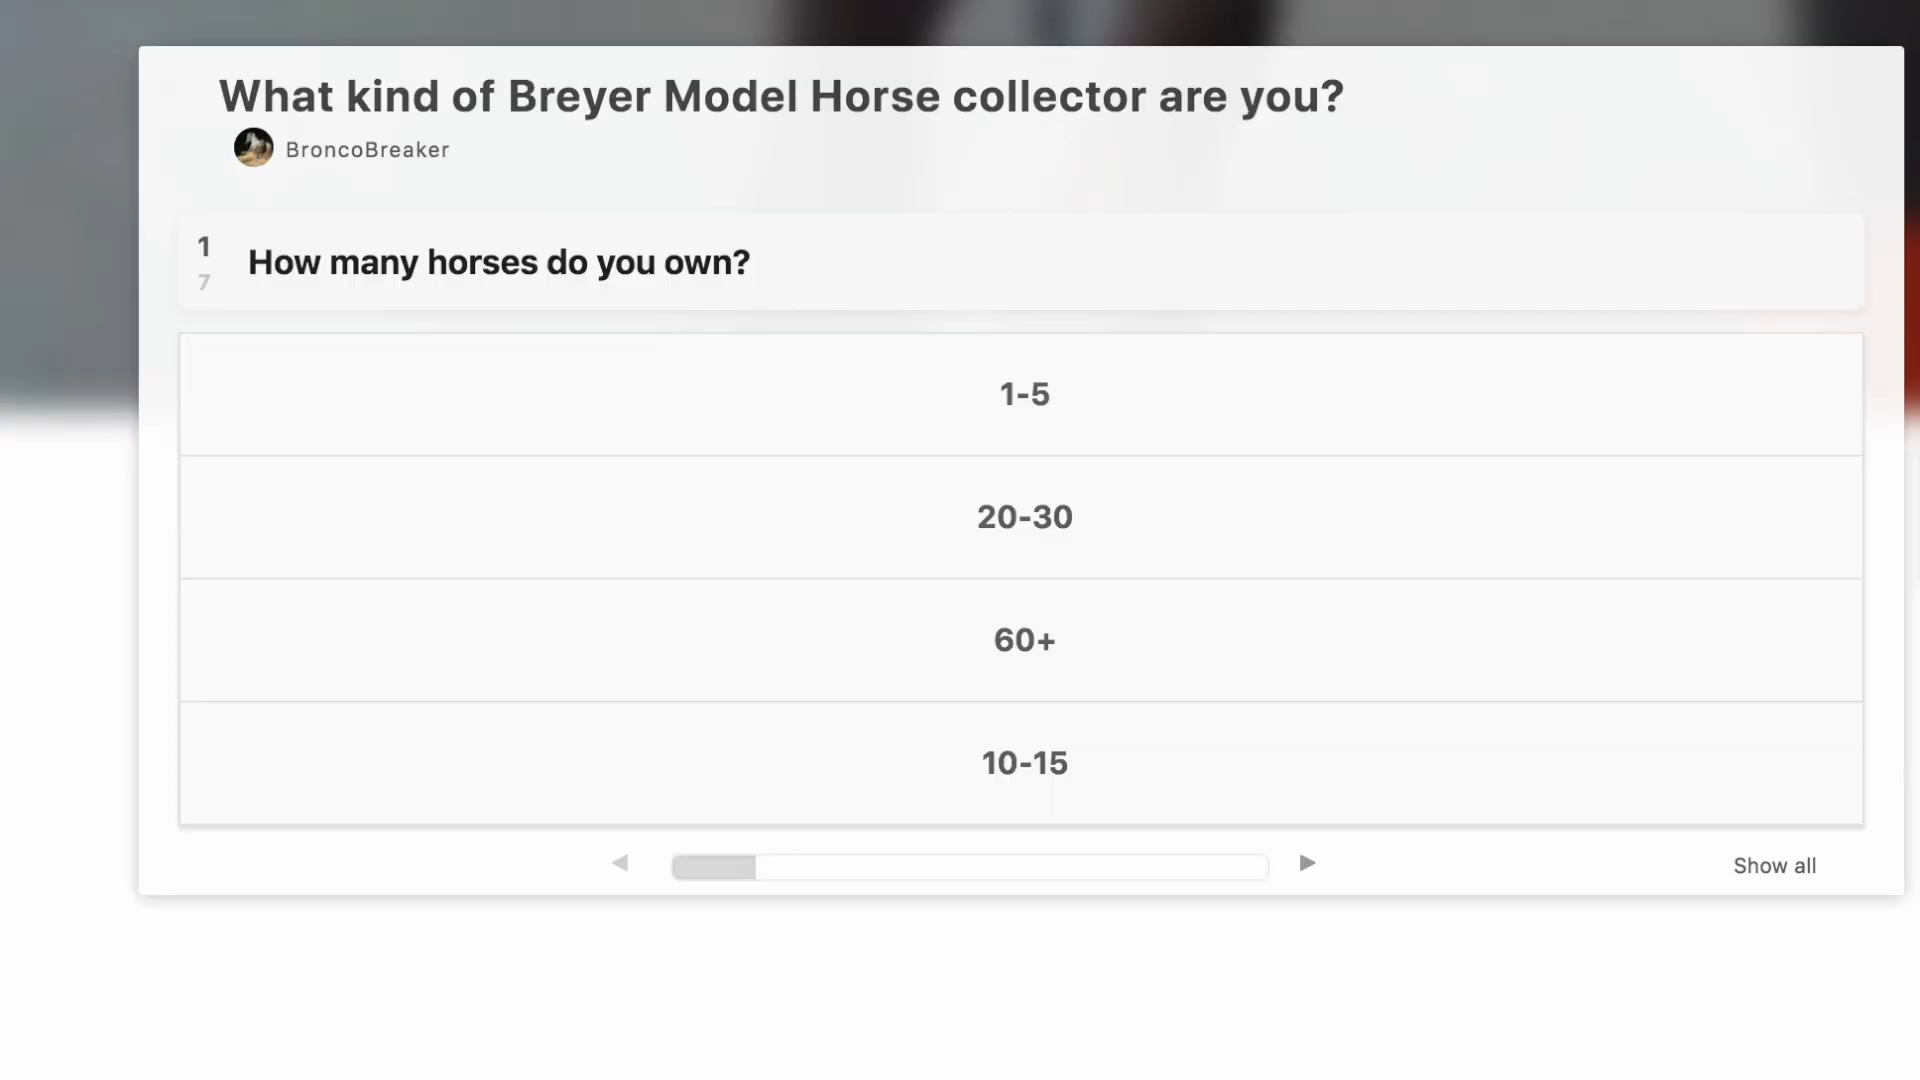 What kind of Breyer Model Horse collector are you?
BroncoBreaker
1
7
How many horses do you own?
1-5
20-30
60+
10-15
Show all